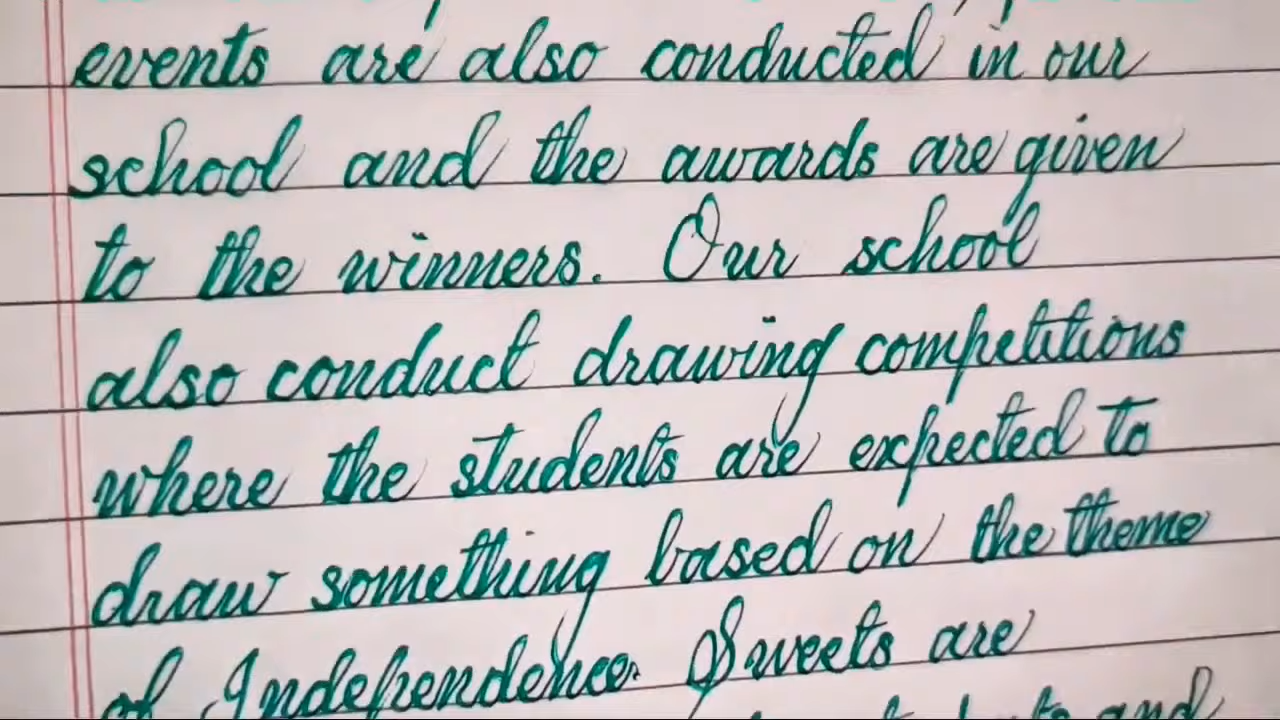 events are also conducted in our
school and the awards are given
to the winners. Our school
also conduct drawing competitions
where the students are expected to
draw something based on the theme
of Independence. Sweets are
and